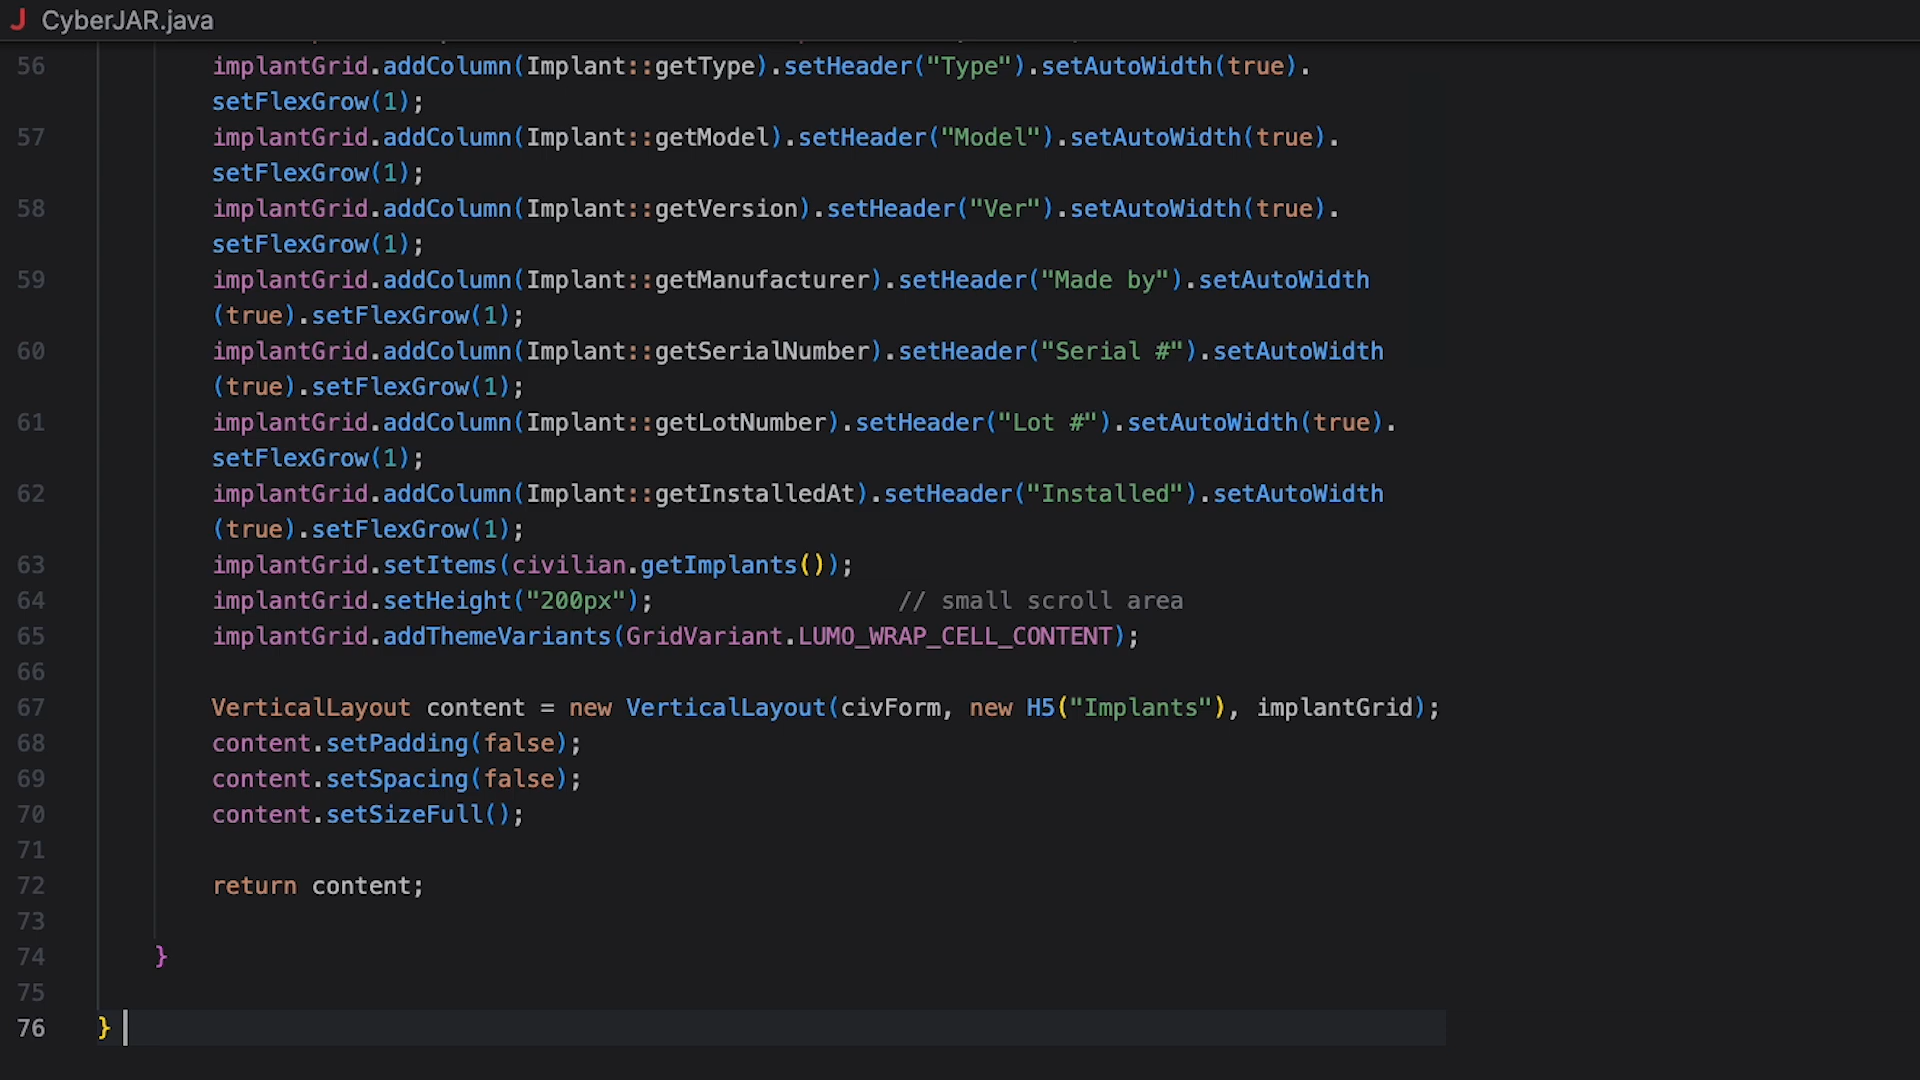 J CyberJAR.java
56 implantGrid.addColumn(Implant::getType).setHeader("Type").setAutoWidth(true).
setFlexGrow(1);
57 implantGrid.addColumn(Implant::getModel).setHeader("Model").setAutoWidth(true).
setFlexGrow(1);
58 implantGrid.addColumn(Implant::getVersion).setHeader("Ver").setAutoWidth(true).
setFlexGrow(1);
59 implantGrid.addColumn(Implant::getManufacturer).setHeader("Made by").setAutoWidth
(true).setFlexGrow(1);
60 implantGrid.addColumn(Implant::getSerialNumber).setHeader("Serial #").setAutoWidth
(true).setFlexGrow(1);
61 implantGrid.addColumn(Implant::getLotNumber).setHeader("Lot #").setAutoWidth(true).
setFlexGrow(1);
62 implantGrid.addColumn(Implant::getInstalledAt).setHeader("Installed").setAutoWidth
(true).setFlexGrow(1);
63 implantGrid.setItems(civilian.getImplants());
64 implantGrid.setHeight("200px"); // small scroll area
65 implantGrid.addThemeVariants(GridVariant.LUMO_WRAP_CELL_CONTENT);
66
67 VerticalLayout content = new VerticalLayout(civForm, new H5("Implants"), implantGrid);
68 content.setPadding(false);
69 content.setSpacing(false);
70 content.setSizeFull();
71
72 return content;
73
74 }
75
76 }